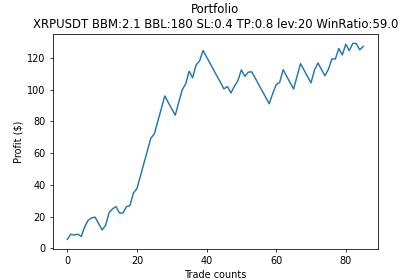 Portfolio
XRPUSDT BBM:2.1 BBL:180 SL:0.4 TP:0.8 lev:20 WinRatio:59.0
120
100
80
60
40
20
0
Profit ($)
0 20 40 60 80
Trade counts